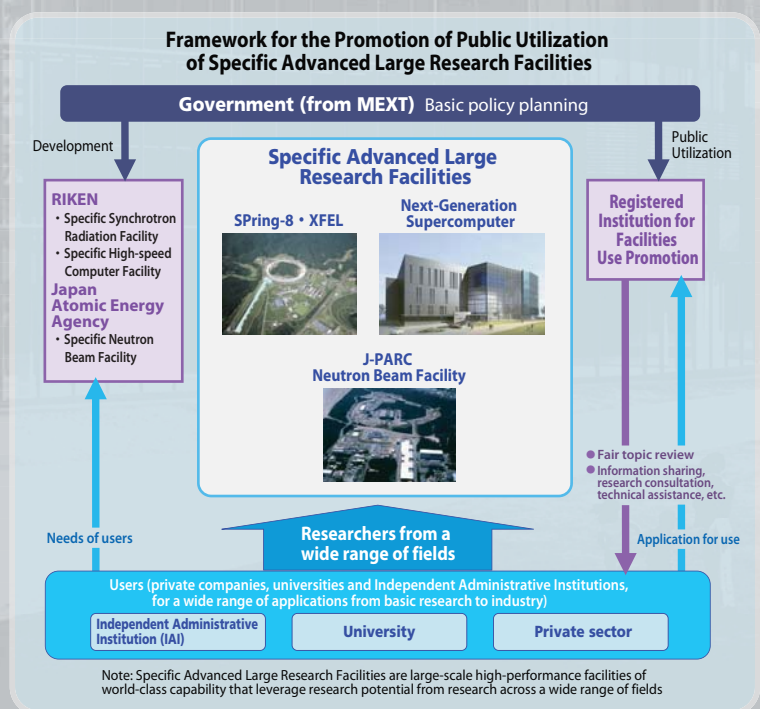 Framework for the Promotion of Public Utilization
of Specific Advanced Large Research Facilities
Government (from MEXT) Basic policy planning
Development
Public
Utilization
RIKEN
・Specific Synchrotron
Radiation Facility
・Specific High-speed
Computer Facility
Japan
Atomic Energy
Agency
・Specific Neutron
Beam Facility
Specific Advanced Large
Research Facilities
SPring-8・XFEL
Next-Generation
Supercomputer
J-PARC
Neutron Beam Facility
Registered
Institution for
Facilities
Use Promotion
● Fair topic review
● Information sharing,
research consultation,
technical assistance, etc.
Needs of users
Researchers from a
wide range of fields
Application for use
Users (private companies, universities and Independent Administrative Institutions,
for a wide range of applications from basic research to industry)
Independent Administrative
Institution (IAI)
University
Private sector
Note: Specific Advanced Large Research Facilities are large-scale high-performance facilities of
world-class capability that leverage research potential from research across a wide range of fields